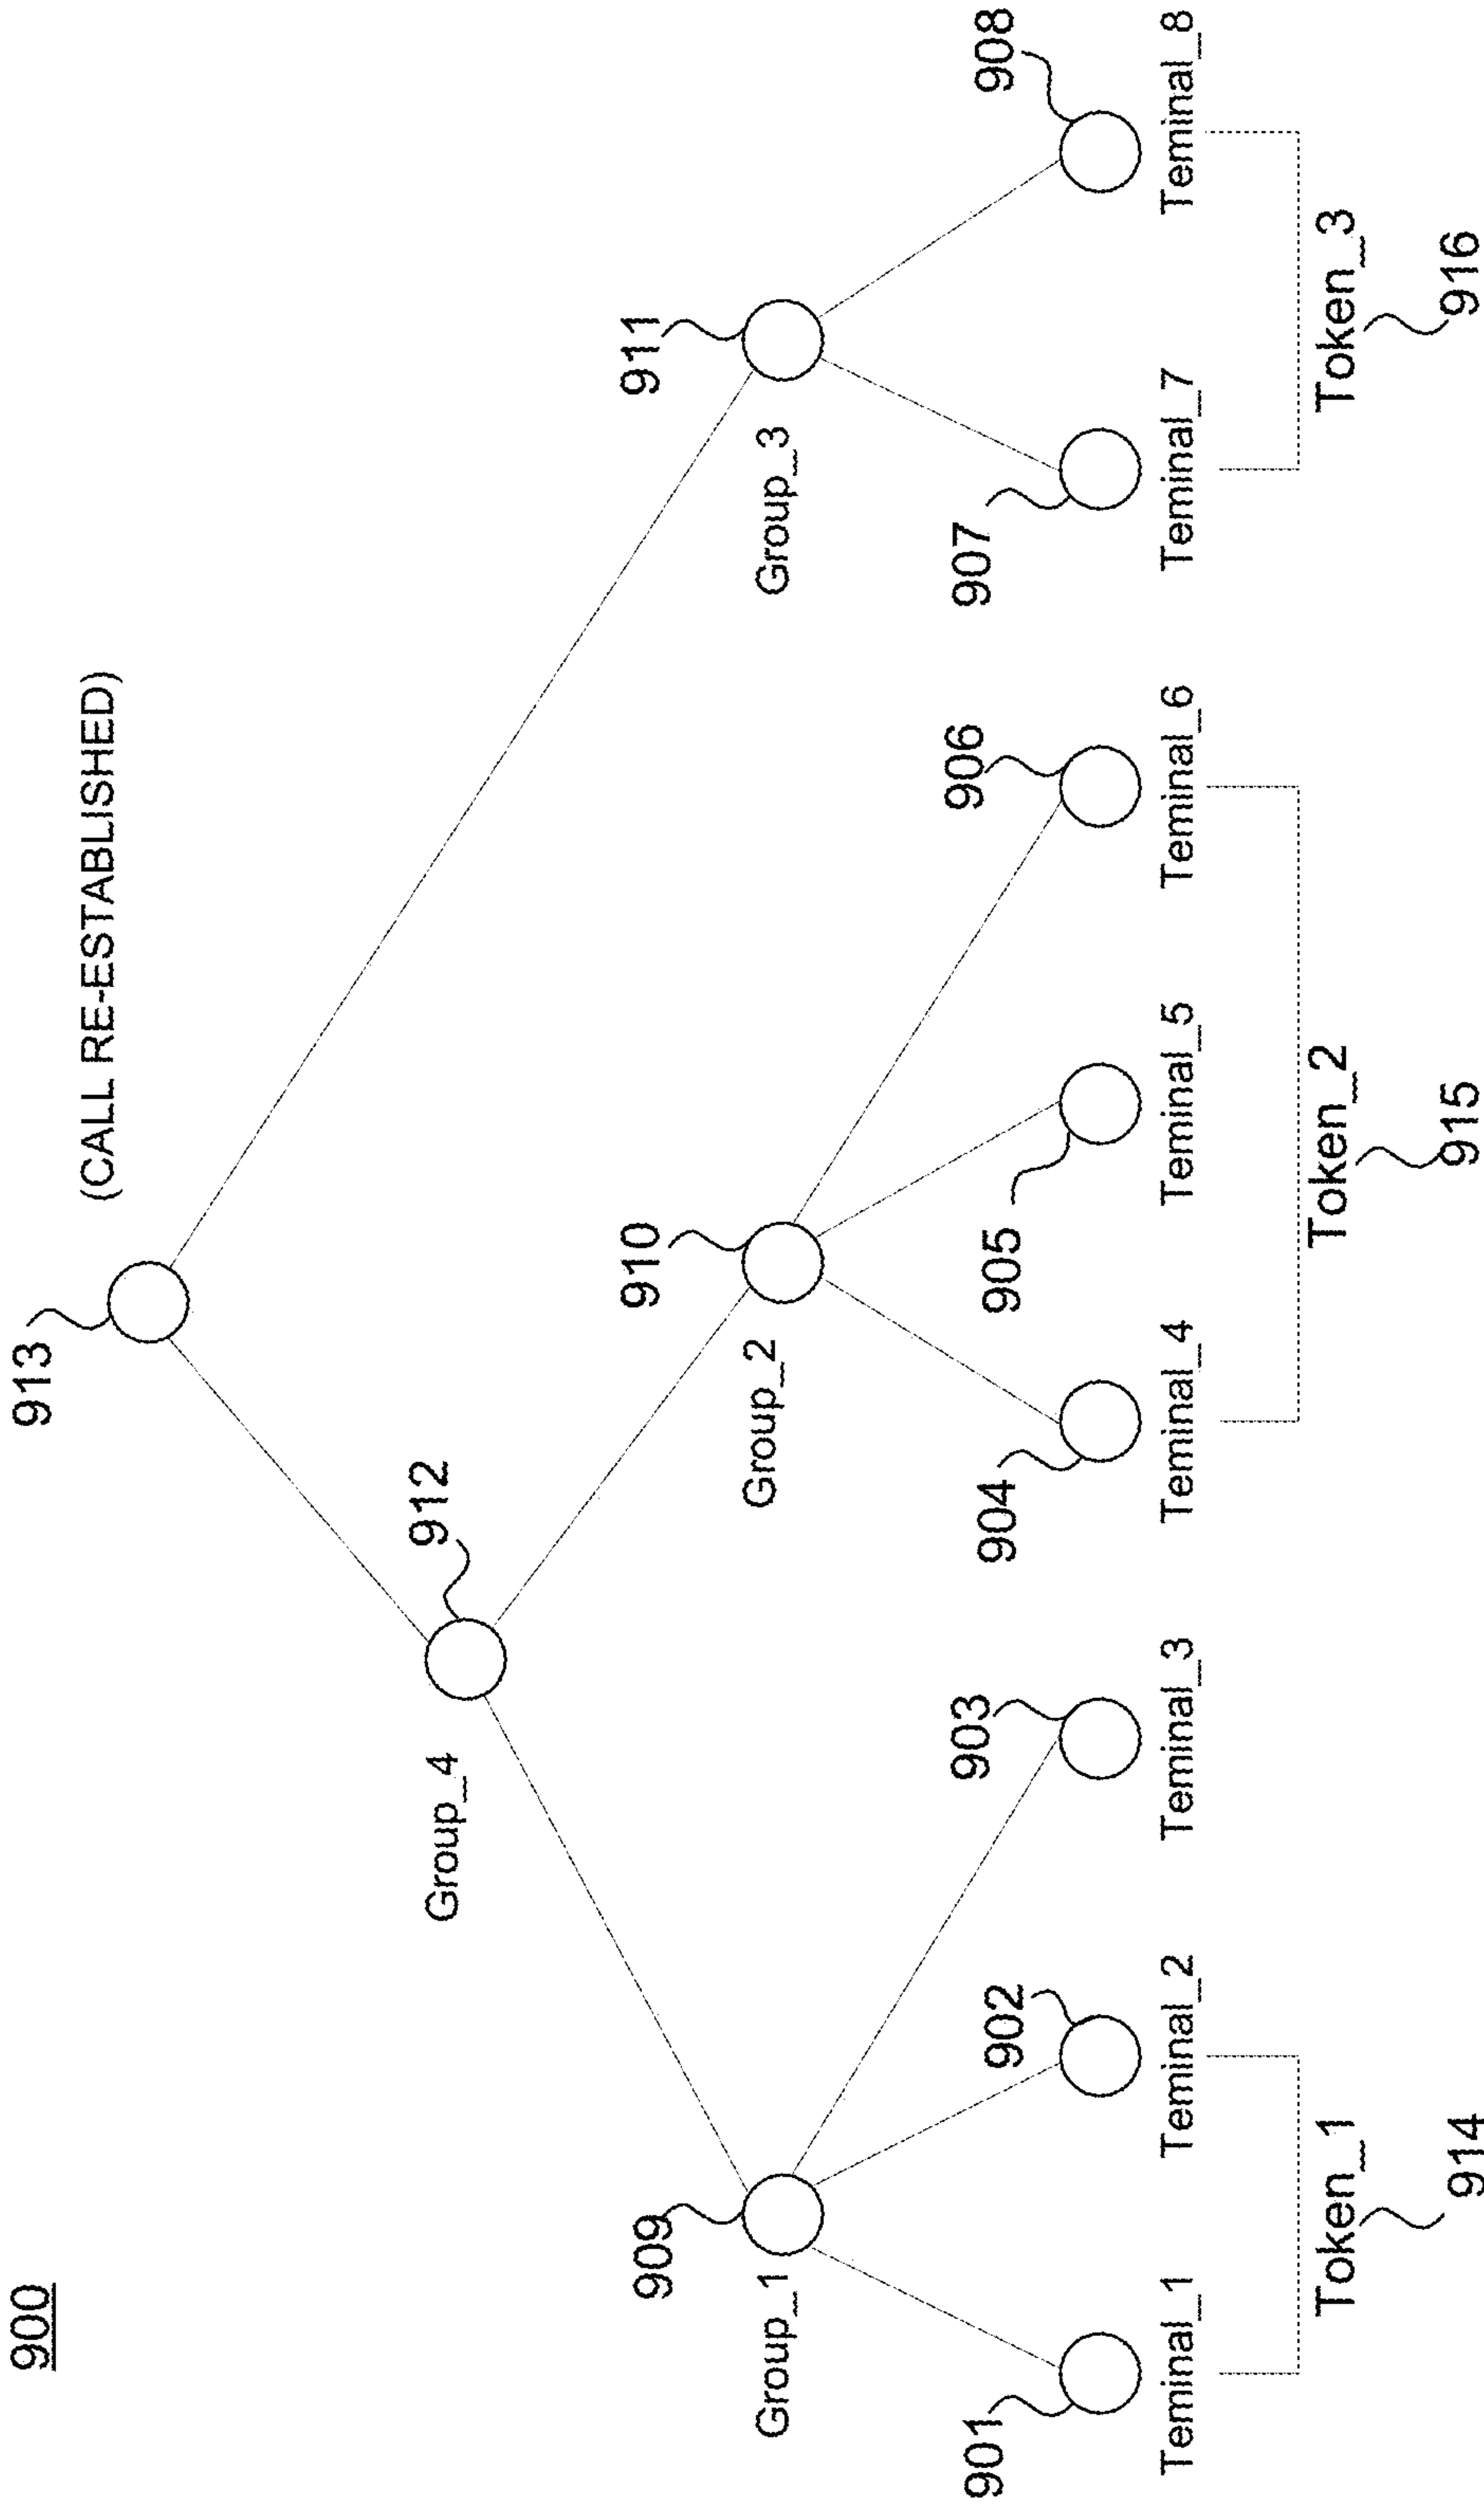 900
913
(CALL RE-ESTABLISHED)
912
Group_4
909
910
911
Group_1
Group_2
Group_3
901
902
903
904
905
906
907
908
Teminal_1
Teminal_2
Teminal_3
Teminal_4
Teminal_5
Teminal_6
Teminal_7
Teminal_8
Token_1
Token_2
Token_3
914
915
916